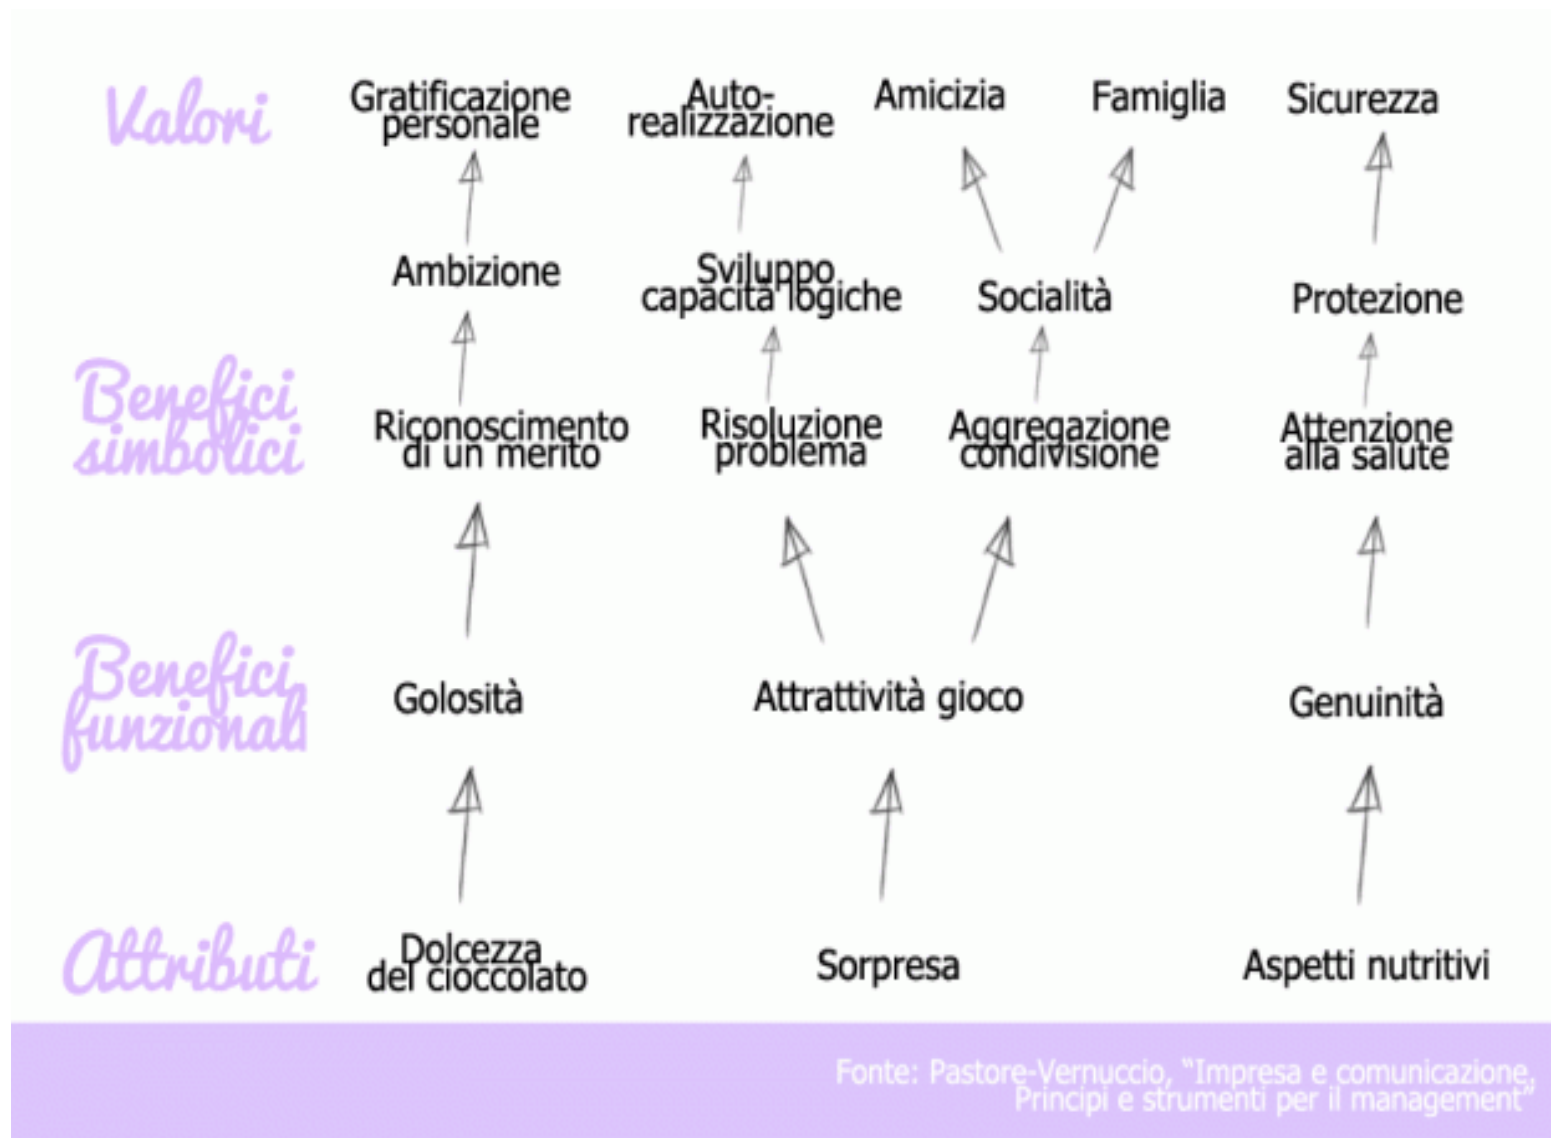 Valori
Gratificazione
personale
Auto-
realizzazione
Amicizia
Famiglia
Sicurezza
Ambizione
Sviluppo
capacità logiche
Socialità
Protezione
Benefici
simbolici
Riconoscimento
di un merito
Risoluzione
problema
Aggregazione
condivisione
Attenzione
alla salute
Benefici
funzionali
Golosità
Attrattività gioco
Genuinità
Attributi
Dolcezza
del cioccolato
Sorpresa
Aspetti nutritivi
Fonte: Pastore-Vernuccio, “Impresa e comunicazione,
Principi e strumenti per il management”